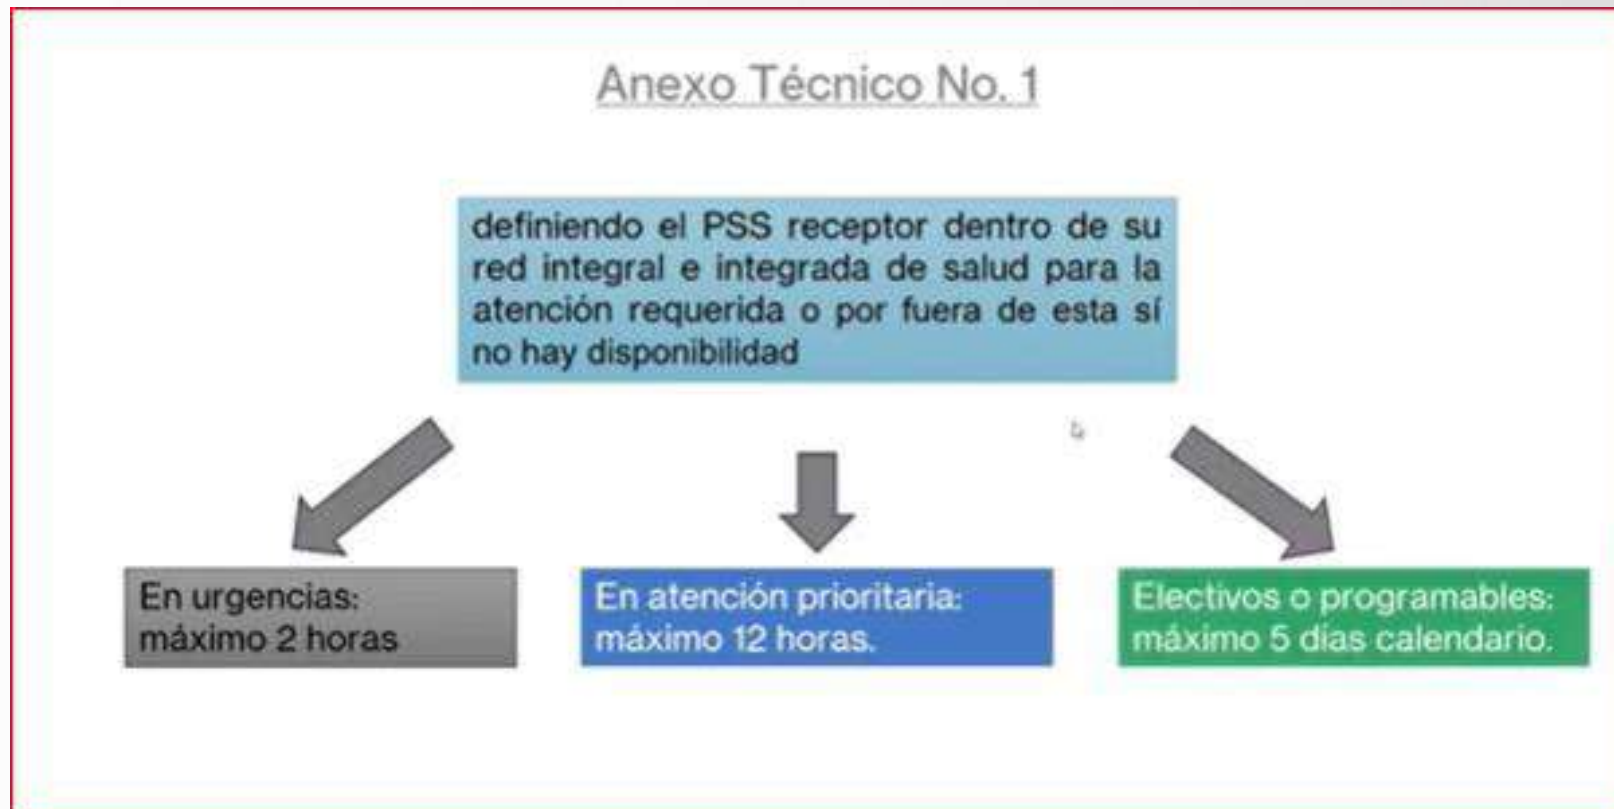 Anexo Técnico No. 1
definiendo el PSS receptor dentro de su
red integral e integrada de salud para la
atención requerida o por fuera de esta sí
no hay disponibilidad
En urgencias:
máximo 2 horas
En atención prioritaria:
máximo 12 horas.
Electivos o programables:
máximo 5 días calendario.